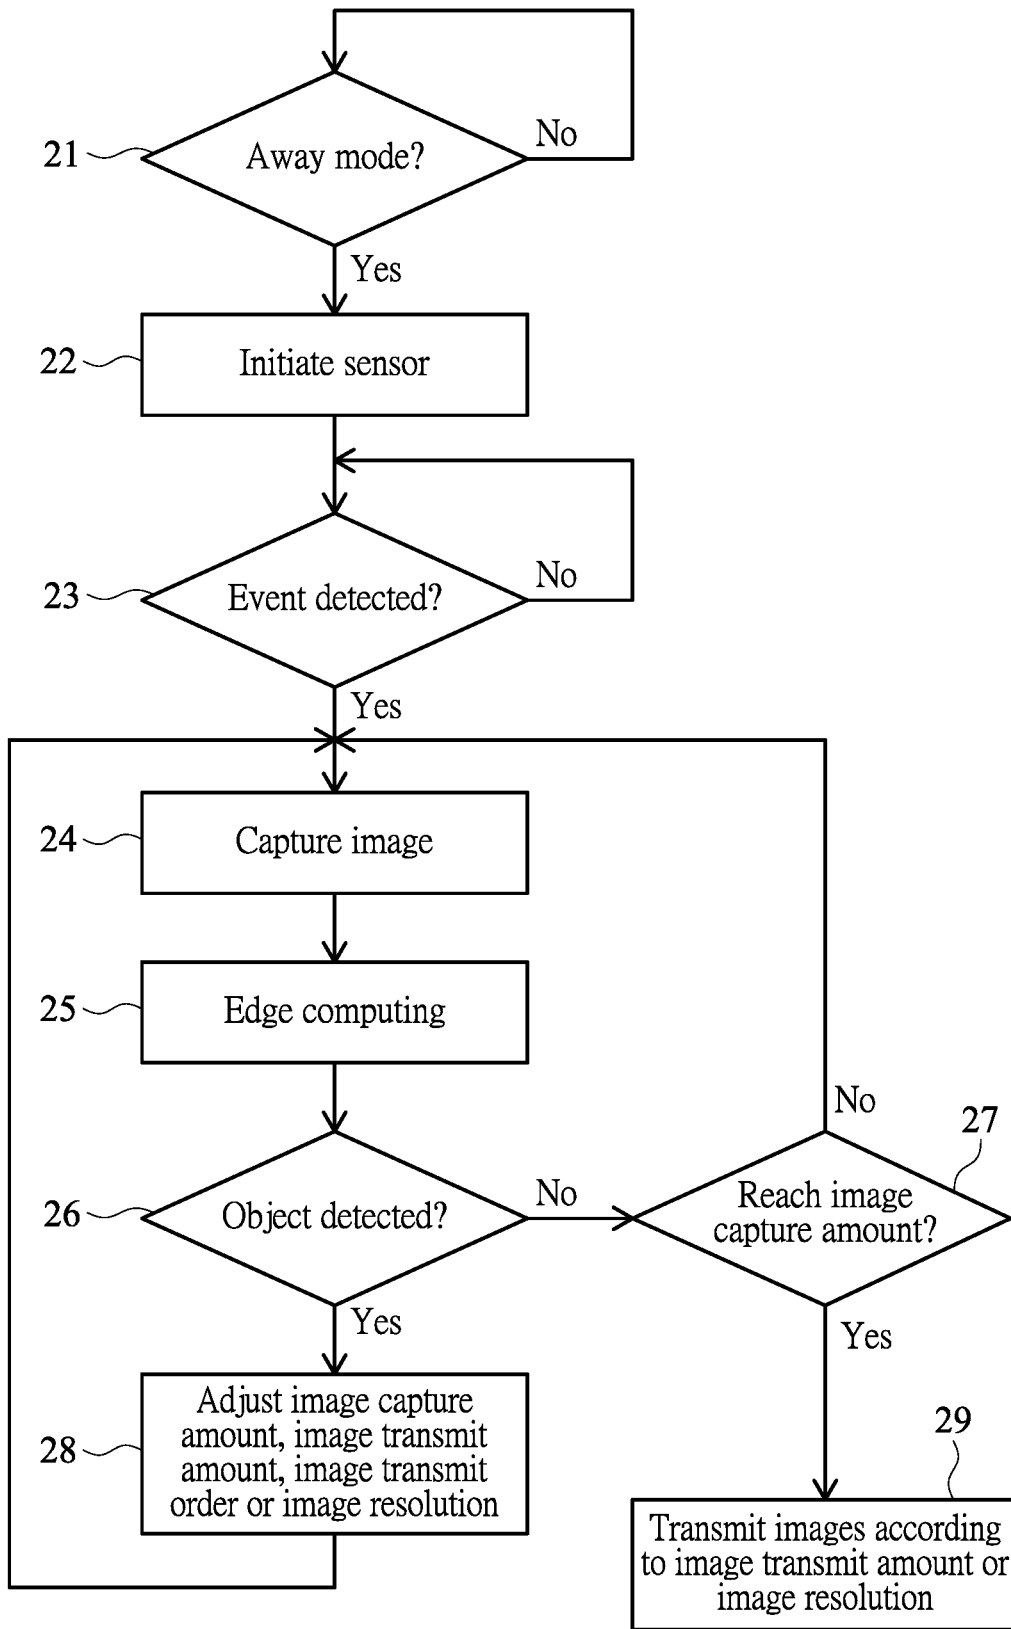 No
21
Away mode?
Yes
22
Initiate sensor
No
23
Event detected?
Yes
24
Capture image
25
Edge computing
No
27
26
Object detected?
No
Reach image
capture amount?
Yes
Yes
28
Adjust image capture
amount, image transmit
amount, image transmit
order or image resolution
29
Transmit images according
to image transmit amount or
image resolution